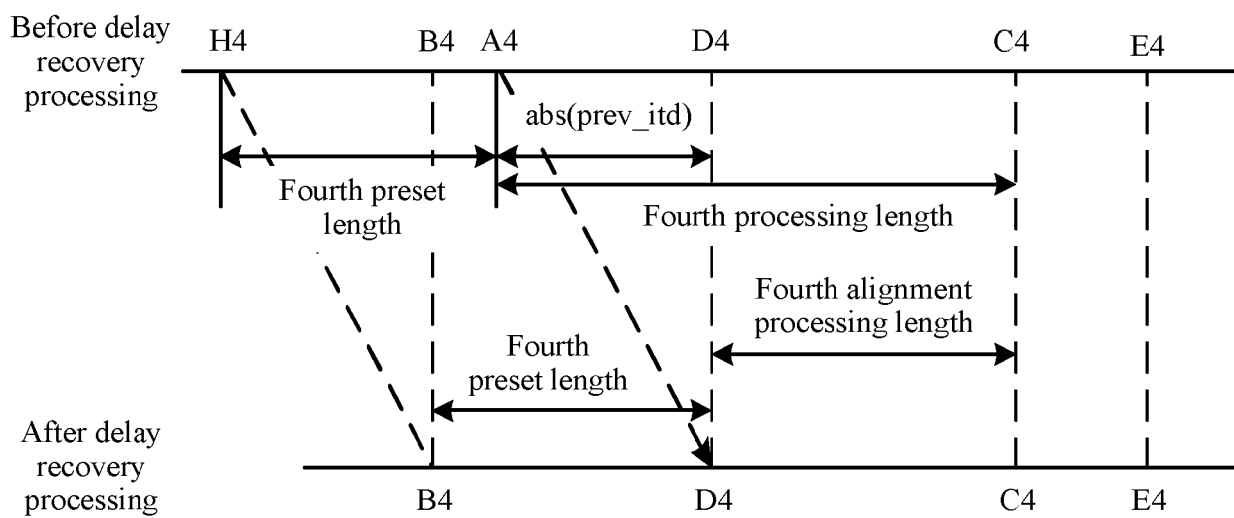 Before delay
recovery
processing
H4
B4
A4
D4
C4
E4
abs(prev_itd)
Fourth preset
length
Fourth processing length
Fourth alignment
processing length
Fourth
preset length
After delay
recovery
processing
B4
D4
C4
E4